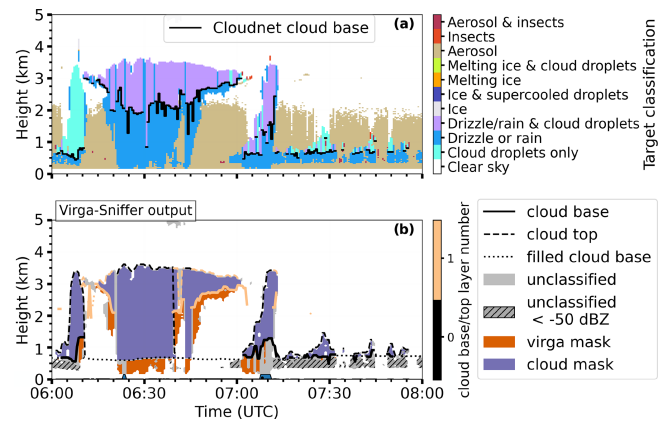 5
4
3
2
1
0
Height (km)
Cloudnet cloud base
(a)
Aerosol & insects
Insects
Aerosol
Melting ice & cloud droplets
Melting ice
Ice & supercooled droplets
Ice
Drizzle/rain & cloud droplets
Drizzle or rain
Cloud droplets only
Clear sky
Target classification
Virga-Sniffer output
(b)
5
4
3
2
1
0
Height (km)
06:00
06:30
07:00
07:30
08:00
Time (UTC)
1
0
cloud base/top layer number
cloud base
cloud top
filled cloud base
unclassified
unclassified
< -50 dBZ
virga mask
cloud mask